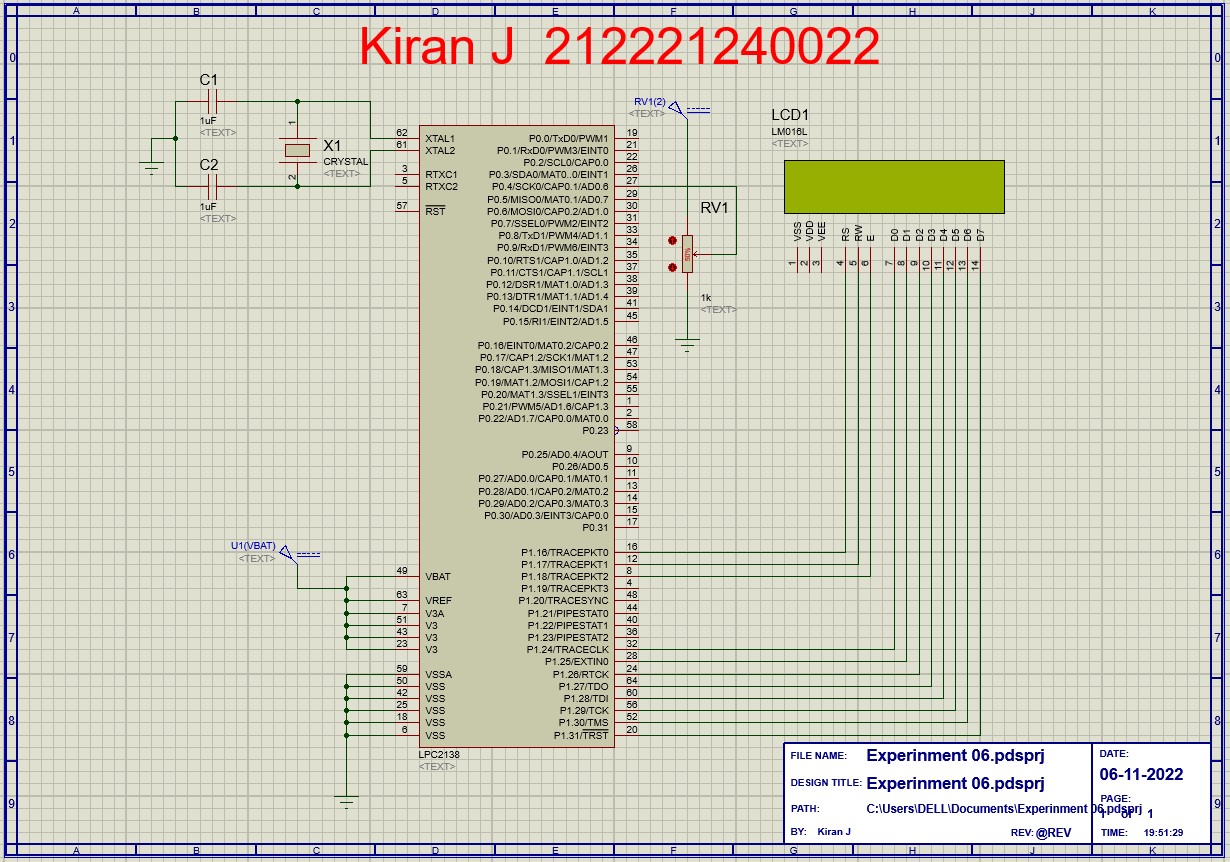 A B C D E F G H J K
Kiran J 212221240022
0 0
C1
1uF
<TEXT>
1
X1
CRYSTAL
<TEXT>
2
C2
1uF
<TEXT>
RV1(2)
<TEXT>
LCD1
LM016L
<TEXT>
1 1
62 XTAL1 P0.0/TxD0/PWM1 19
61 XTAL2 P0.1/RxD0/PWM3/EINT0 21
P0.2/SCL0/CAP0.0 22
3 RTXC1 P0.3/SDA0/MAT0..0/EINT1 26
5 RTXC2 P0.4/SCK0/CAP0.1/AD0.6 27
P0.5/MISO0/MAT0.1/AD0.7 29
57 RST P0.6/MOSI0/CAP0.2/AD1.0 30
P0.7/SSEL0/PWM2/EINT2 31
P0.8/TxD1/PWM4/AD1.1 33
P0.9/RxD1/PWM6/EINT3 34
P0.10/RTS1/CAP1.0/AD1.2 35
P0.11/CTS1/CAP1.1/SCL1 37
P0.12/DSR1/MAT1.0/AD1.3 38
P0.13/DTR1/MAT1.1/AD1.4 39
P0.14/DCD1/EINT1/SDA1 41
P0.15/RI1/EINT2/AD1.5 45
P0.16/EINT0/MAT0.2/CAP0.2 46
P0.17/CAP1.2/SCK1/MAT1.2 47
P0.18/CAP1.3/MISO1/MAT1.3 53
P0.19/MAT1.2/MOSI1/CAP1.2 54
P0.20/MAT1.3/SSEL1/EINT3 55
P0.21/PWM5/AD1.6/CAP1.3 1
P0.22/AD1.7/CAP0.0/MAT0.0 2
P0.23 58
P0.25/AD0.4/AOUT 9
P0.26/AD0.5 10
P0.27/AD0.0/CAP0.1/MAT0.1 11
P0.28/AD0.1/CAP0.2/MAT0.2 13
P0.29/AD0.2/CAP0.3/MAT0.3 14
P0.30/AD0.3/EINT3/CAP0.0 15
P0.31 17
P1.16/TRACEPKT0 16
P1.17/TRACEPKT1 12
49 VBAT P1.18/TRACEPKT2 8
P1.19/TRACEPKT3 4
63 VREF P1.20/TRACESYNC 48
7 V3A P1.21/PIPESTAT0 44
51 V3 P1.22/PIPESTAT1 40
43 V3 P1.23/PIPESTAT2 36
23 V3 P1.24/TRACECLK 32
P1.25/EXTIN0 28
59 VSSA P1.26/RTCK 24
50 VSS P1.27/TDO 64
42 VSS P1.28/TDI 60
25 VSS P1.29/TCK 56
18 VSS P1.30/TMS 52
6 VSS P1.31/TRST 20
LPC2138
<TEXT>
U1(VBAT)
<TEXT>
RV1
50%
1k
<TEXT>
VSS VDD VEE RS RW E D0 D1 D2 D3 D4 D5 D6 D7
1 2 3 4 5 6 7 8 9 10 11 12 13 14
2 2
3 3
4 4
5 5
6 6
7 7
8 8
9 9
FILE NAME: Experinment 06.pdsprj
DESIGN TITLE: Experinment 06.pdsprj
PATH: C:\Users\DELL\Documents\Experinment 06.pdsprj
BY: Kiran J REV: @REV
DATE:
06-11-2022
PAGE:
1 of 1
TIME: 19:51:29
A B C D E F G H J K